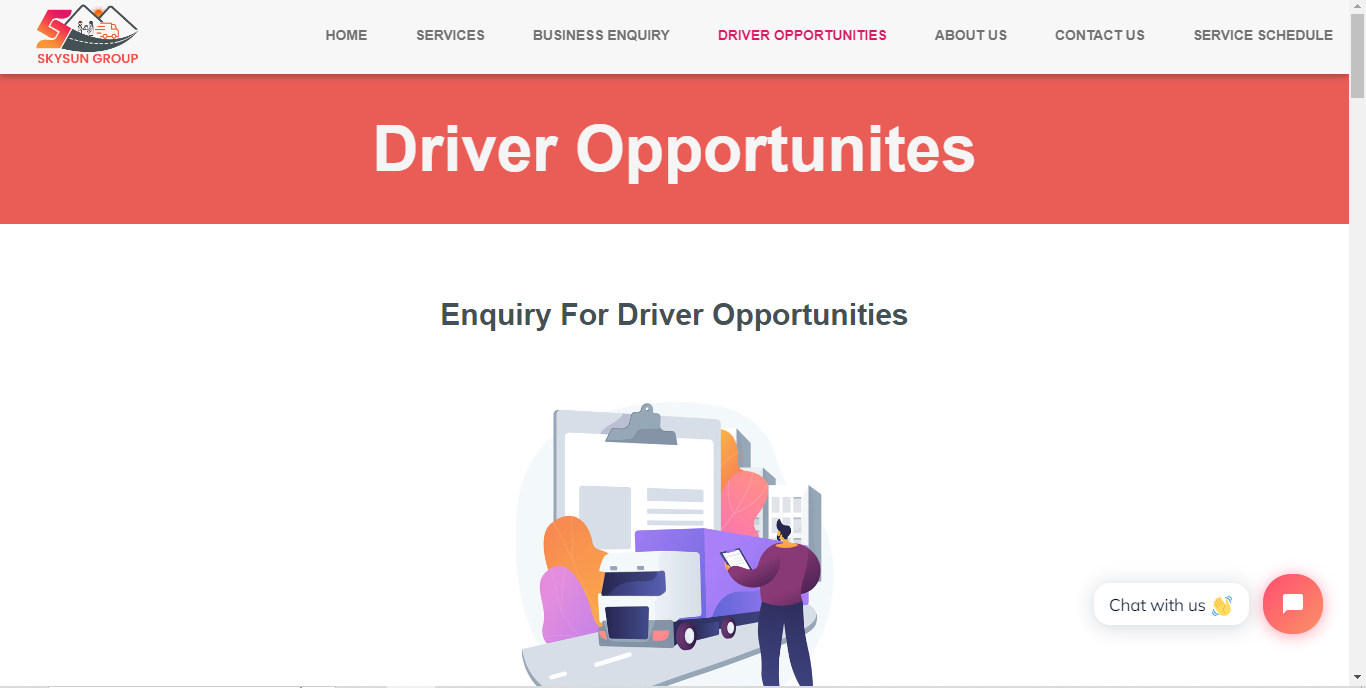 SKYSUN GROUP
HOME
SERVICES
BUSINESS ENQUIRY
DRIVER OPPORTUNITIES
ABOUT US
CONTACT US
SERVICE SCHEDULE
Driver Opportunites
Enquiry For Driver Opportunities
Chat with us 👋